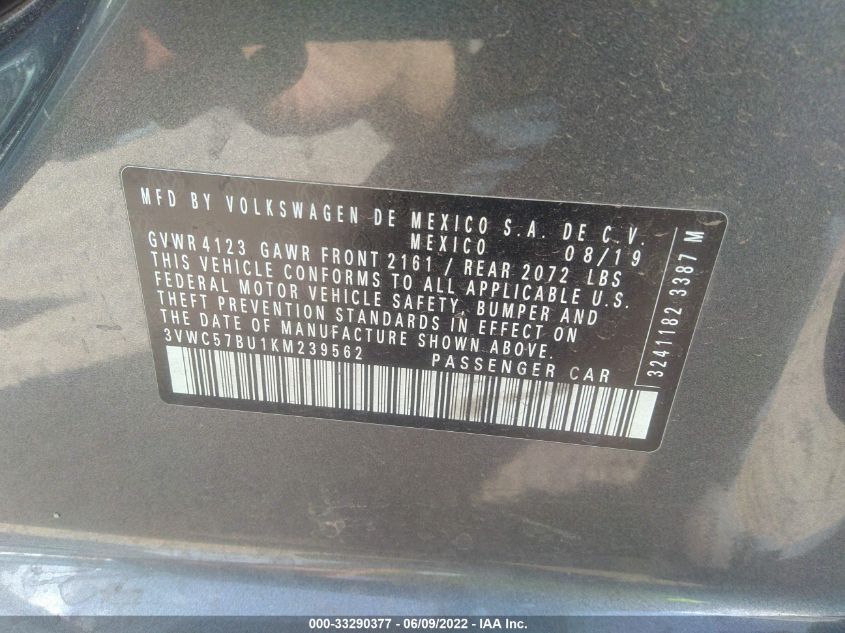 MFD BY VOLKSWAGEN DE MEXICO S.A. DE C.V.
MEXICO 08/19
GVWR 4123 GAWR FRONT 2161 / REAR 2072 LBS
THIS VEHICLE CONFORMS TO ALL APPLICABLE U.S.
FEDERAL MOTOR VEHICLE SAFETY, BUMPER AND
THEFT PREVENTION STANDARDS IN EFFECT ON
THE DATE OF MANUFACTURE SHOWN ABOVE.
3VWC57BU1KM239562 PASSENGER CAR
3241182 3387 M
000-33290377 - 06/09/2022 - IAA Inc.